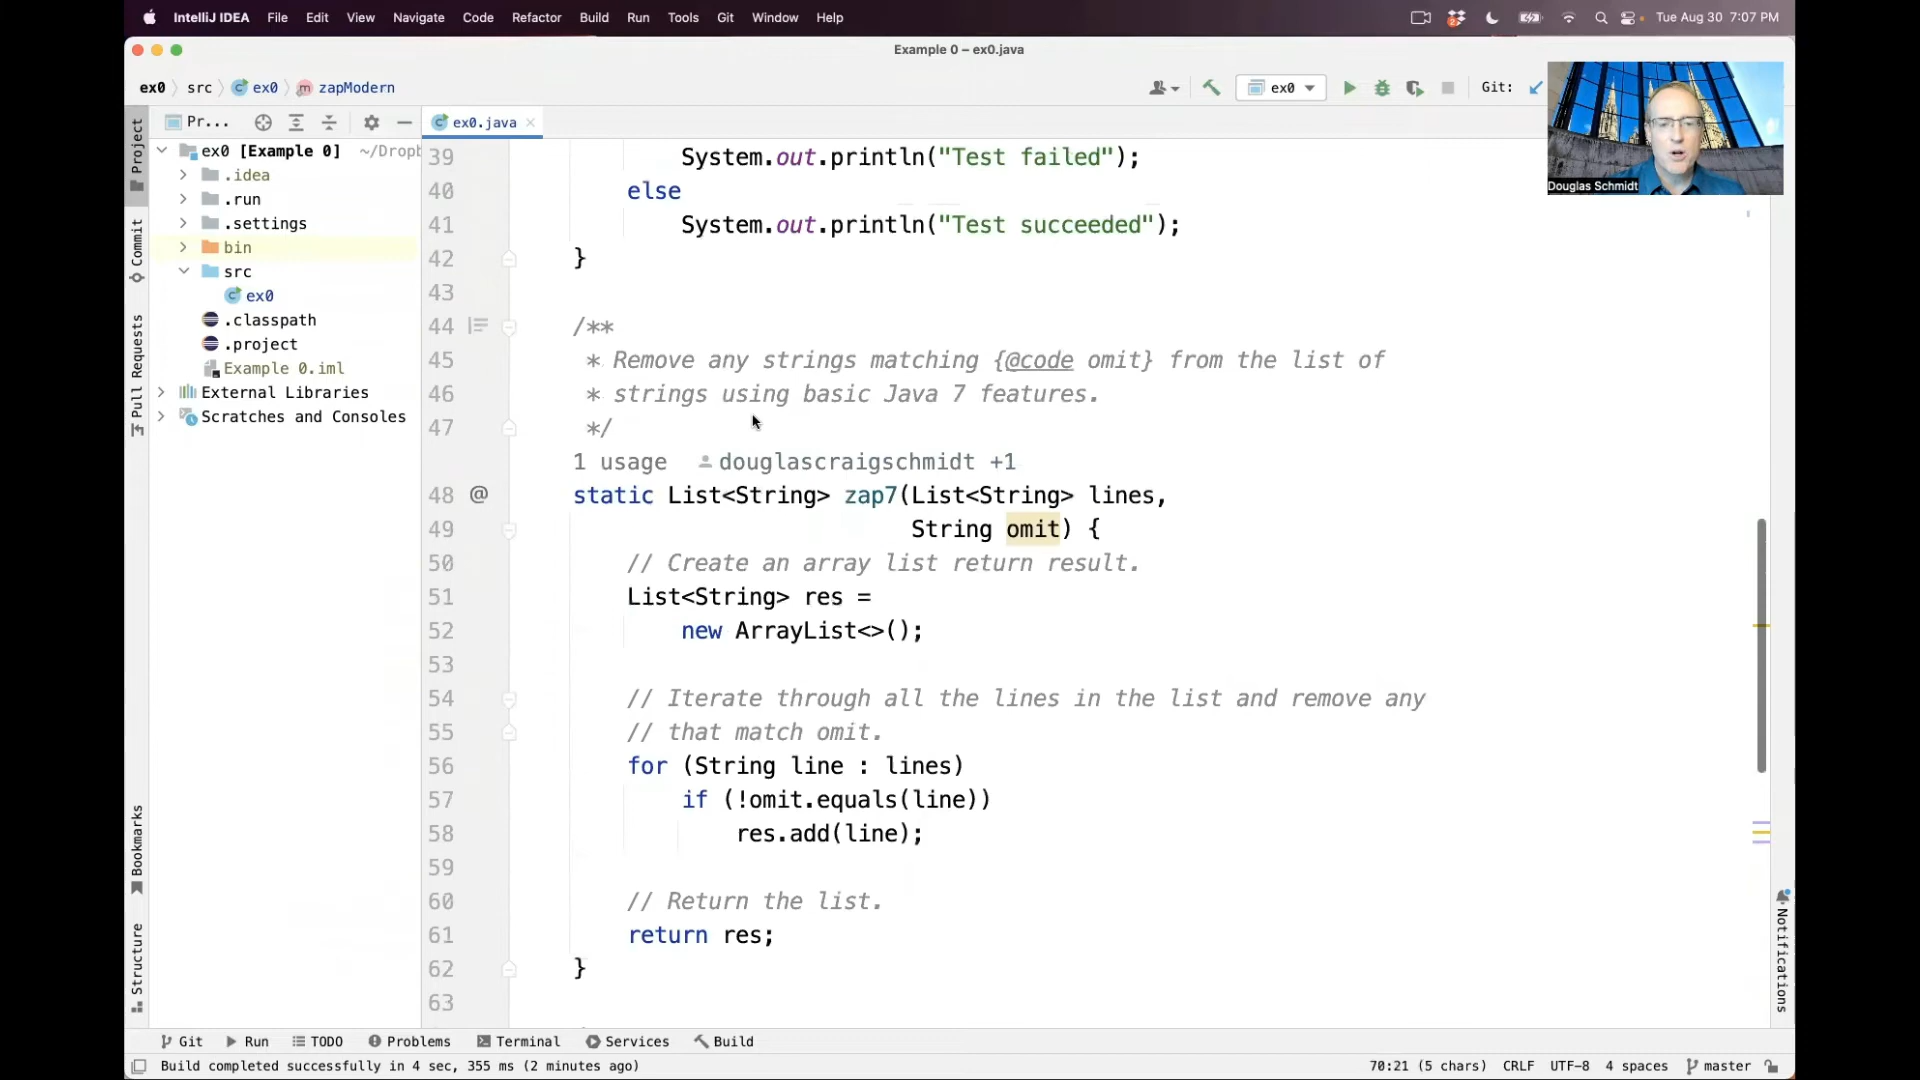 IntelliJ IDEA File Edit View Navigate Code Refactor Build Run Tools Git Window Help Tue Aug 30 7:07 PM
Example 0 – ex0.java
ex0 src ex0 zapModern ex0 Git:
Douglas Schmidt
Pr... ex0.java
Project
Commit
Pull Requests
Bookmarks
Structure
ex0 [Example 0] ~/Dropb
.idea
.run
.settings
bin
src
ex0
.classpath
.project
Example 0.iml
External Libraries
Scratches and Consoles
39 System.out.println("Test failed");
40 else
41 System.out.println("Test succeeded");
42 }
43
44 /**
45 * Remove any strings matching {@code omit} from the list of
46 * strings using basic Java 7 features.
47 */
1 usage douglascraigschmidt +1
48 @ static List<String> zap7(List<String> lines,
49 String omit) {
50 // Create an array list return result.
51 List<String> res =
52 new ArrayList<>();
53
54 // Iterate through all the lines in the list and remove any
55 // that match omit.
56 for (String line : lines)
57 if (!omit.equals(line))
58 res.add(line);
59
60 // Return the list.
61 return res;
62 }
63
Notifications
Git Run TODO Problems Terminal Services Build
Build completed successfully in 4 sec, 355 ms (2 minutes ago) 70:21 (5 chars) CRLF UTF-8 4 spaces master